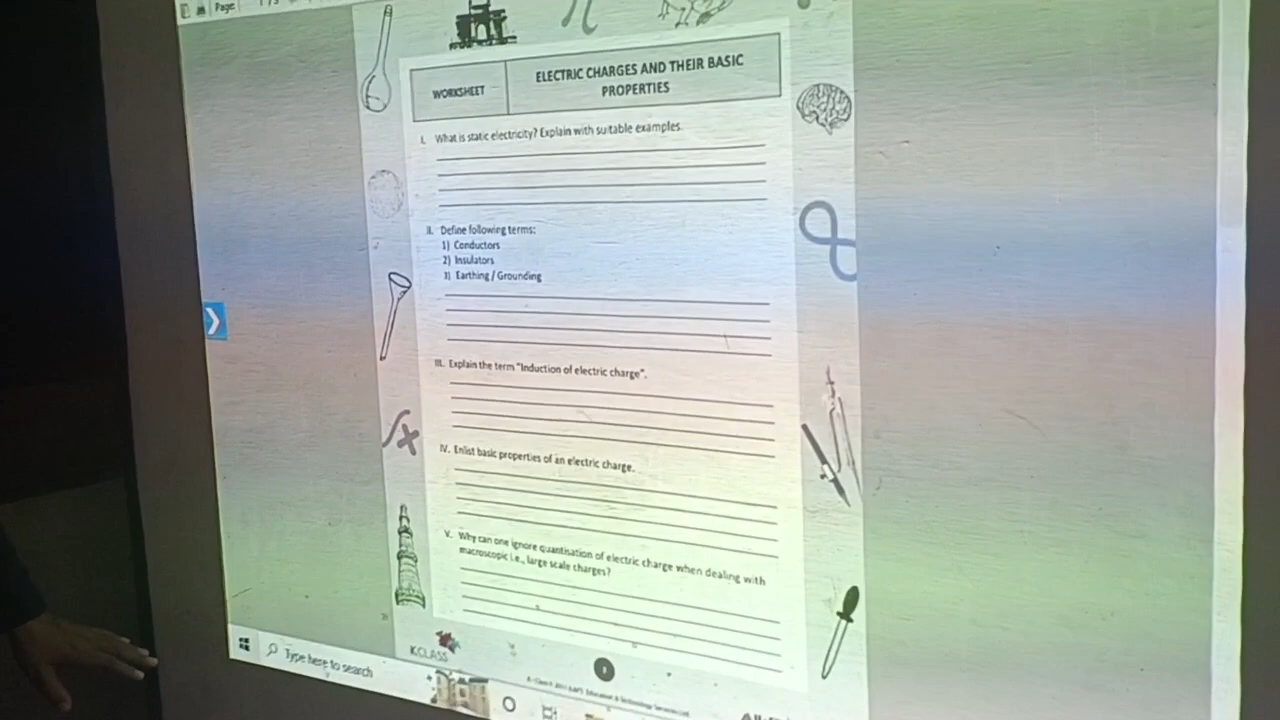 Page
WORKSHEET
ELECTRIC CHARGES AND THEIR BASIC
PROPERTIES
I. What is static electricity? Explain with suitable examples.
II. Define following terms:
1) Conductors
2) Insulators
3) Earthing / Grounding
III. Explain the term "Induction of electric charge".
IV. Enlist basic properties of an electric charge.
V. Why can one ignore quantisation of electric charge when dealing with
macroscopic i.e., large scale charges?
KCLASS
Type here to search